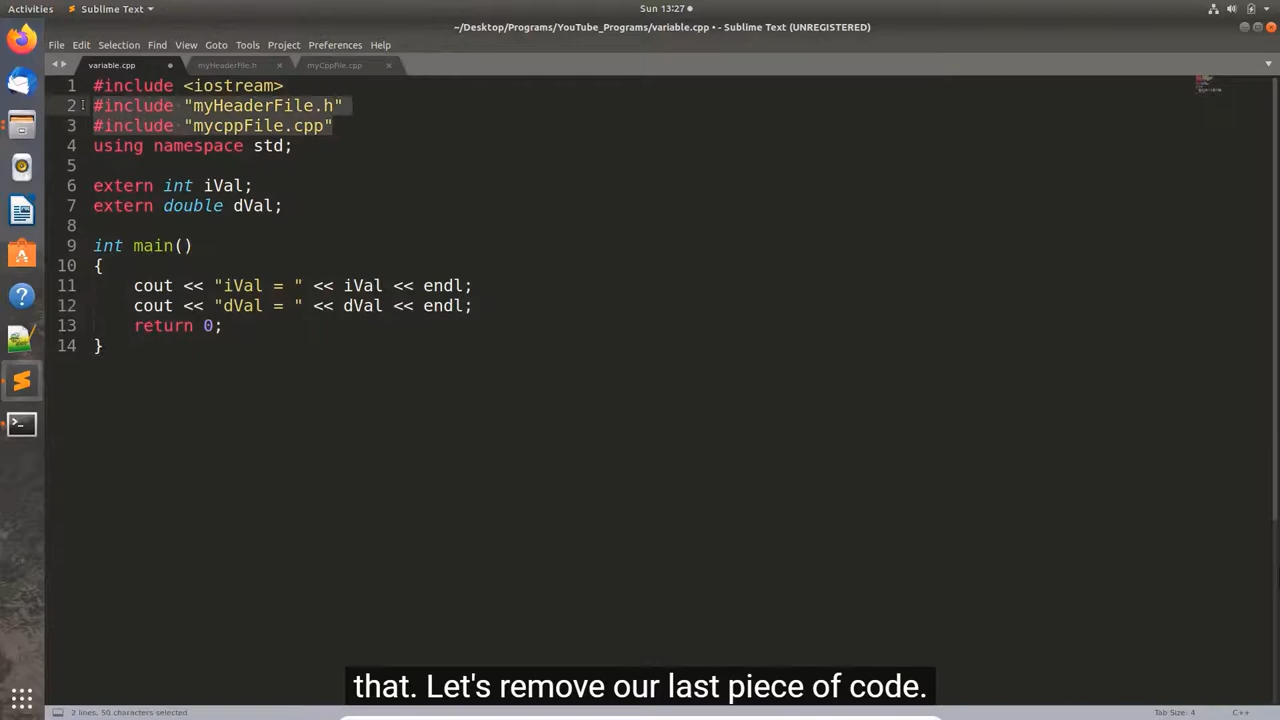 Activities
Sublime Text
Sun 13:27
~/Desktop/Programs/YouTube_Programs/variable.cpp • - Sublime Text (UNREGISTERED)
File Edit Selection Find View Goto Tools Project Preferences Help
variable.cpp myHeaderFile.h myCppFile.cpp
1 #include <iostream>
2 #include "myHeaderFile.h"
3 #include "mycppFile.cpp"
4 using namespace std;
5
6 extern int iVal;
7 extern double dVal;
8
9 int main()
10 {
11 cout << "iVal = " << iVal << endl;
12 cout << "dVal = " << dVal << endl;
13 return 0;
14 }
that. Let's remove our last piece of code.
2 lines, 50 characters selected
Tab Size: 4
C++